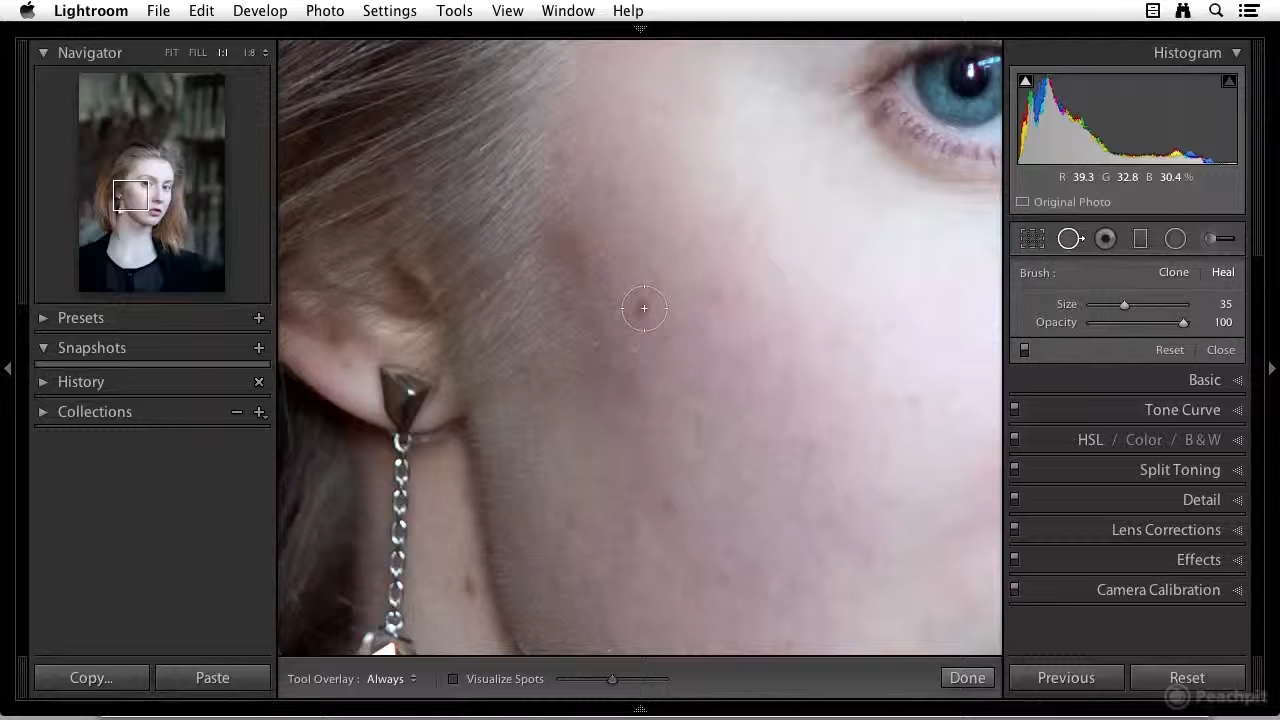 Lightroom File Edit Develop Photo Settings Tools View Window Help
Navigator FIT FILL 1:1 1:8
Histogram
R 39.3 G 32.8 B 30.4 %
Original Photo
Brush : Clone Heal
Size 35
Opacity 100
Reset Close
Presets
Snapshots
History
Collections
Basic
Tone Curve
HSL / Color / B & W
Split Toning
Detail
Lens Corrections
Effects
Camera Calibration
Copy... Paste
Tool Overlay : Always Visualize Spots Done
Previous Reset
Peachpit